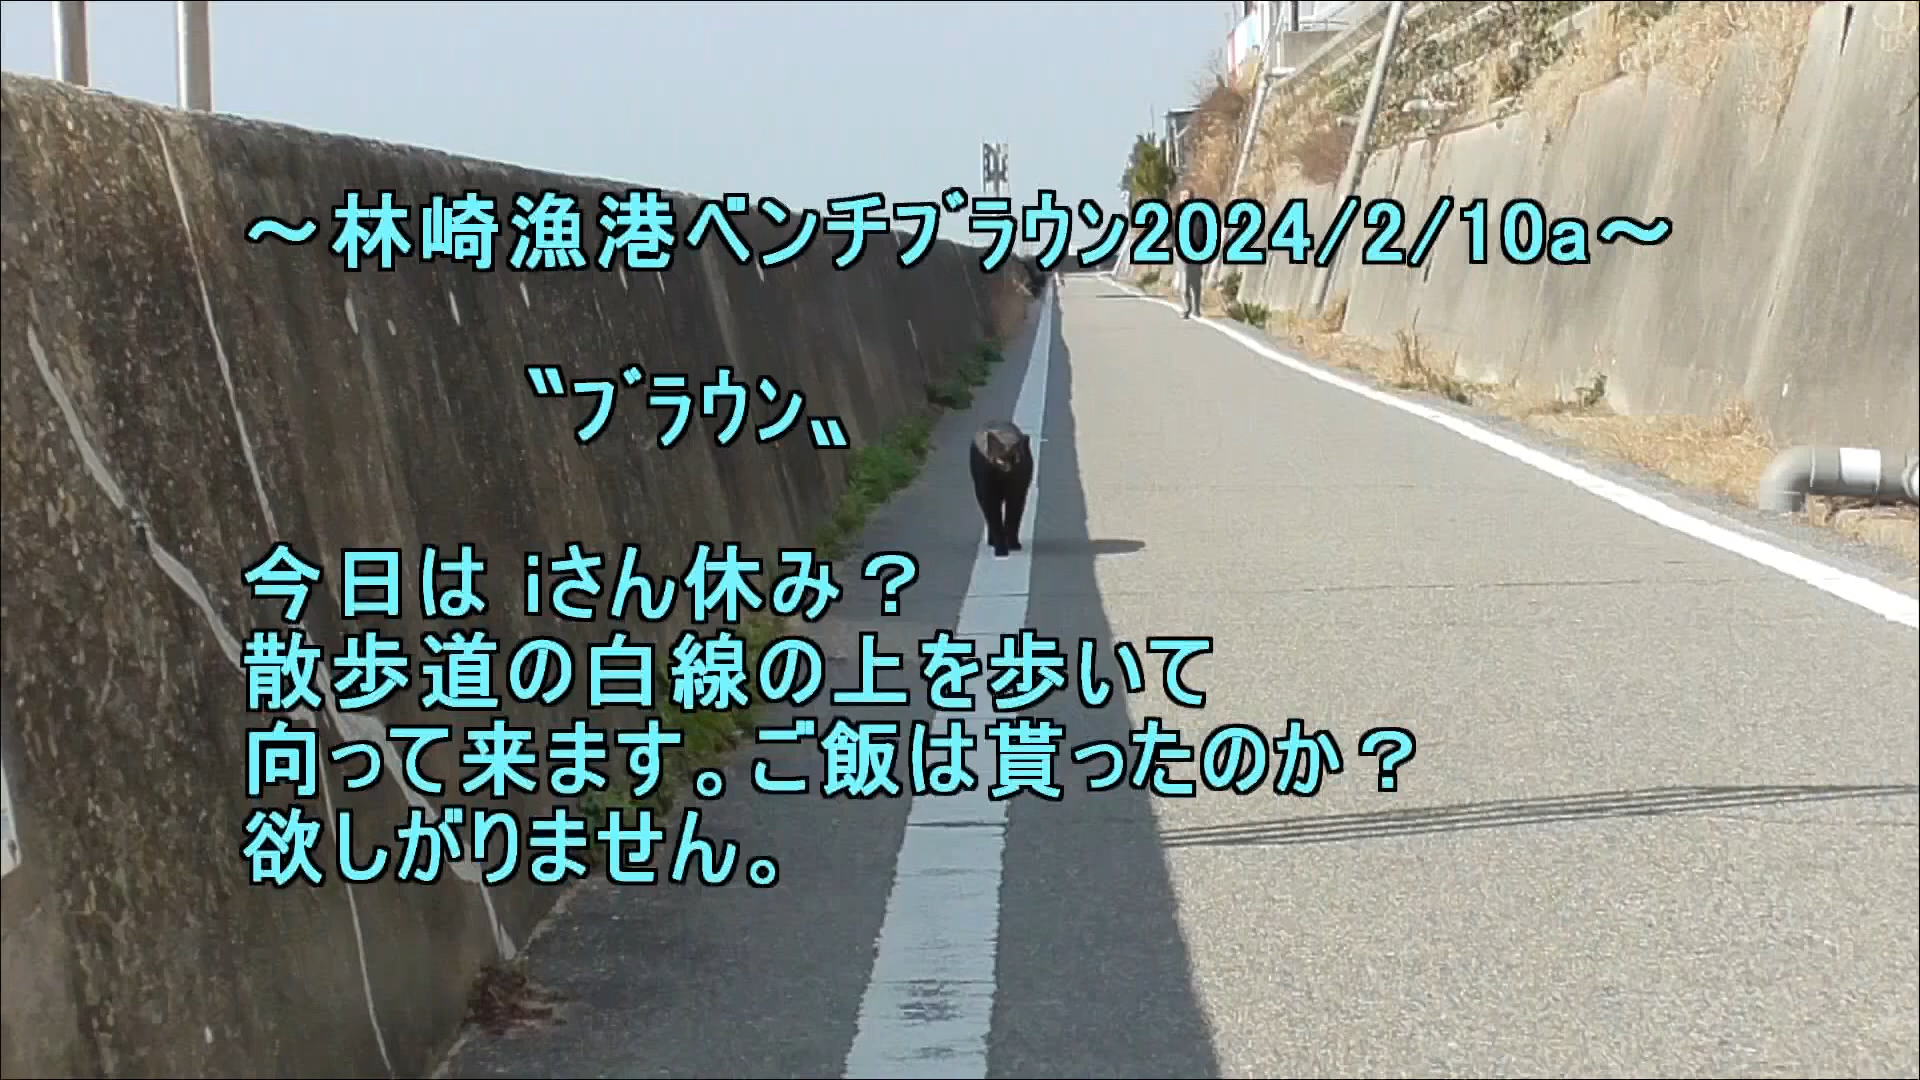 ～林崎漁港ベンチﾌﾞﾗｳﾝ2024/2/10a～
〝ﾌﾞﾗｳﾝ〟
今日は iさん休み？
散歩道の白線の上を歩いて
向って来ます。ご飯は貰ったのか？
欲しがりません。